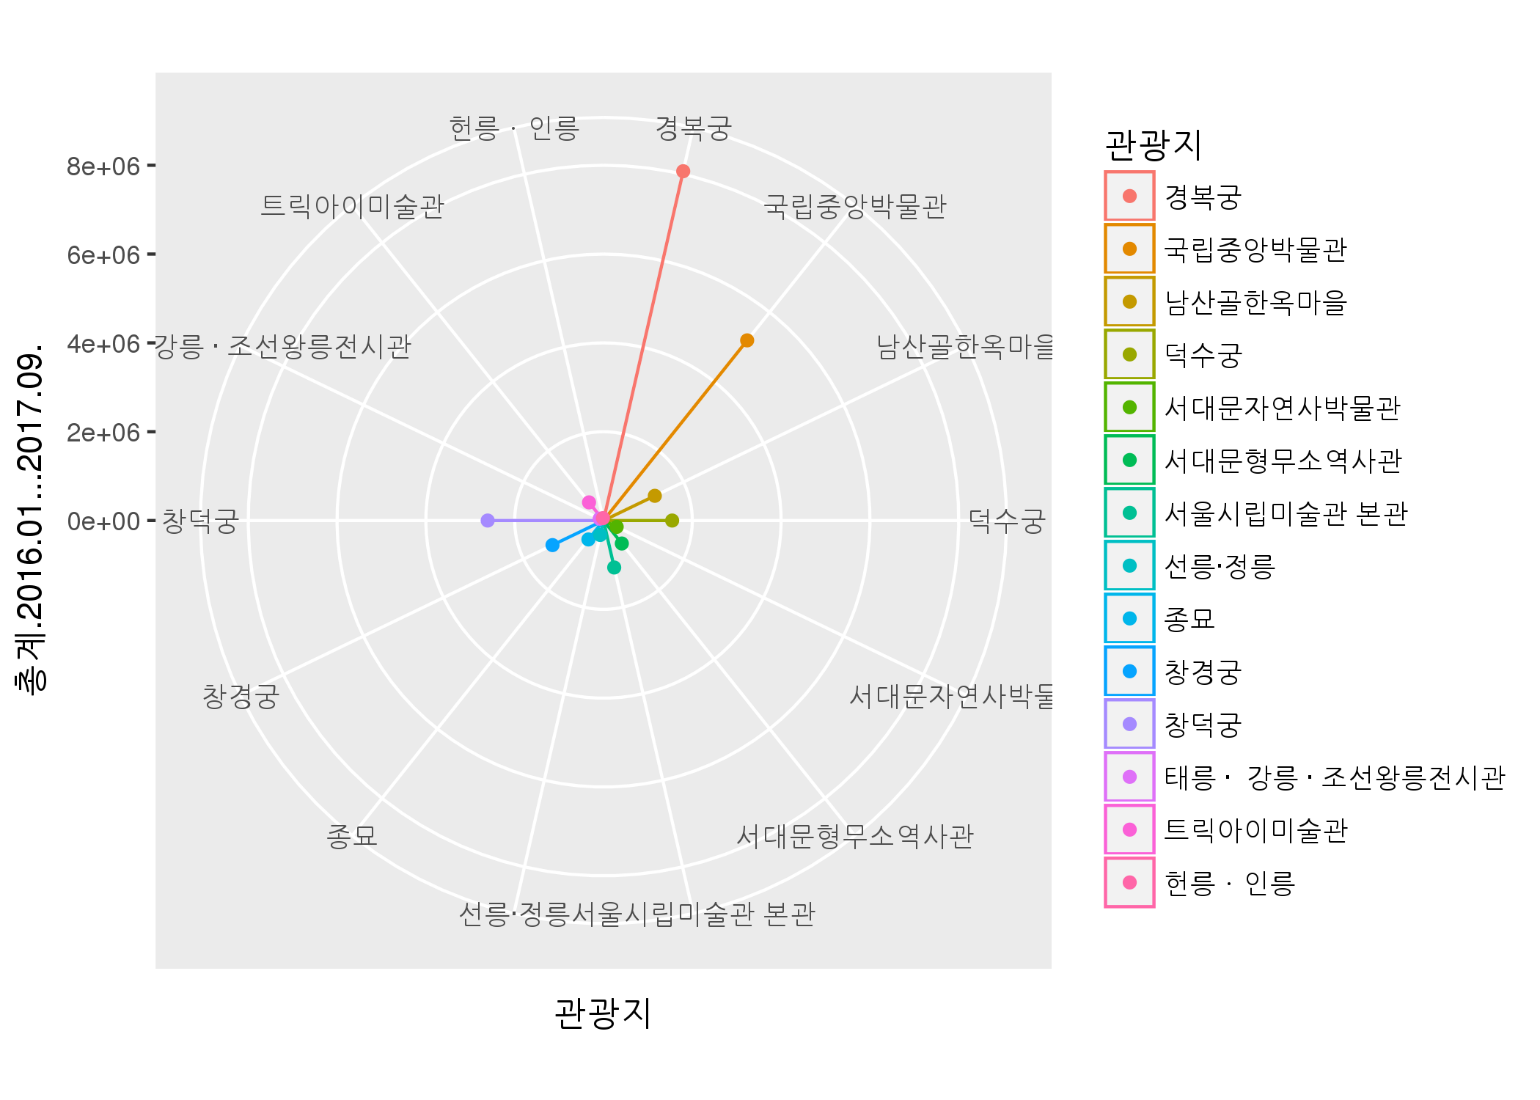 헌릉 · 인릉
경복궁
트릭아이미술관
국립중앙박물관
강릉 · 조선왕릉전시관
남산골한옥마을
창덕궁
덕수궁
창경궁
서대문자연사박물
종묘
서대문형무소역사관
선릉·정릉
서울시립미술관 본관
8e+06
6e+06
4e+06
2e+06
0e+00
총계.2016.01...2017.09.
관광지
관광지
경복궁
국립중앙박물관
남산골한옥마을
덕수궁
서대문자연사박물관
서대문형무소역사관
서울시립미술관 본관
선릉·정릉
종묘
창경궁
창덕궁
태릉 · 강릉 · 조선왕릉전시관
트릭아이미술관
헌릉 · 인릉